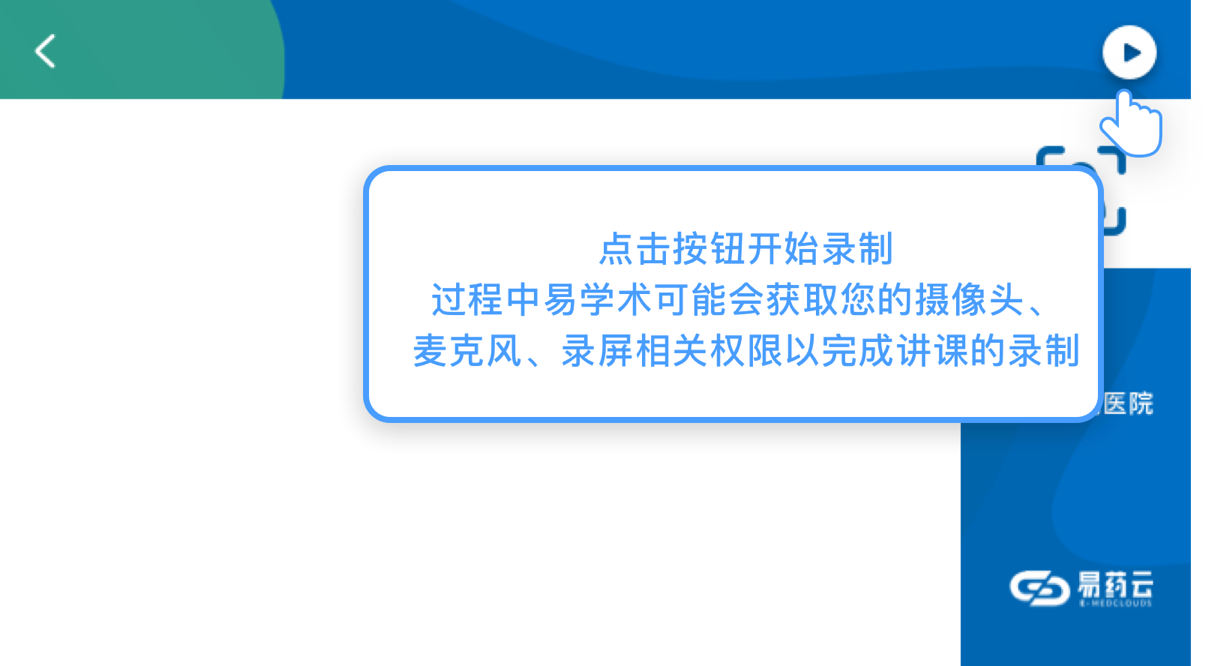 点击按钮开始录制
过程中易学术可能会获取您的摄像头、
麦克风、录屏相关权限以完成讲课的录制
医院
易药云
E-MEDCLOUDS